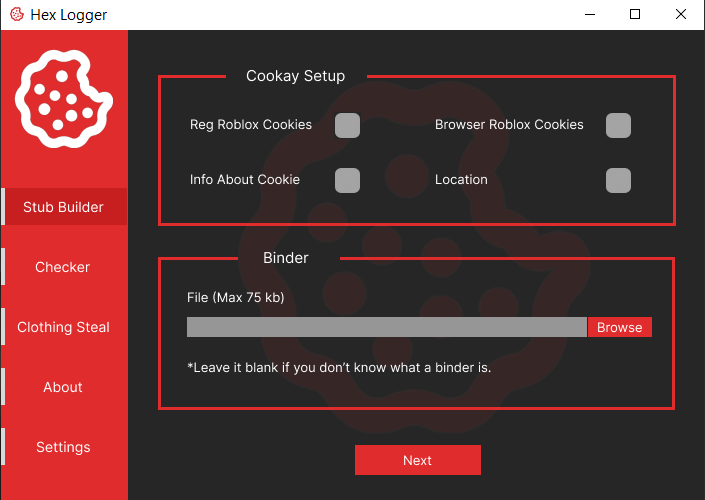 Hex Logger
Cookay Setup
Reg Roblox Cookies
Browser Roblox Cookies
Info About Cookie
Location
Stub Builder
Checker
Clothing Steal
About
Settings
Binder
File (Max 75 kb)
Browse
*Leave it blank if you don’t know what a binder is.
Next